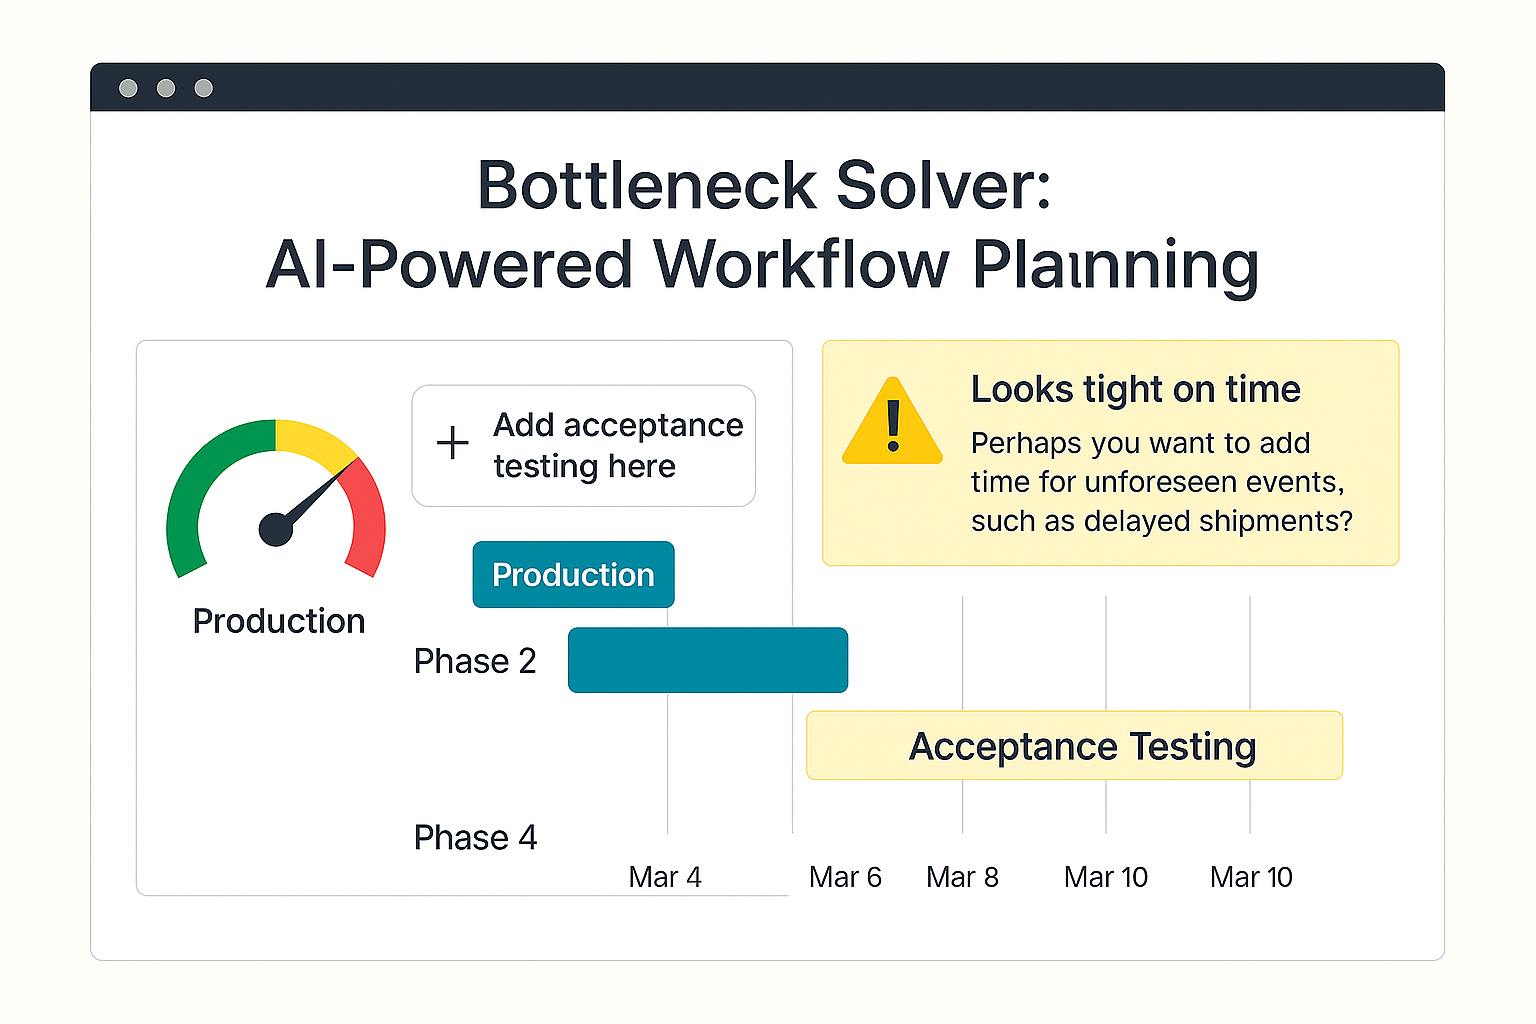 Bottleneck Solver:
AI-Powered Workflow Plaınning
Add acceptance
testing here
Production
Looks tight on time
Perhaps you want to add
time for unforeseen events,
such as delayed shipments?
Production
Phase 2
Acceptance Testing
Phase 4
Mar 4
Mar 6
Mar 8
Mar 10
Mar 10